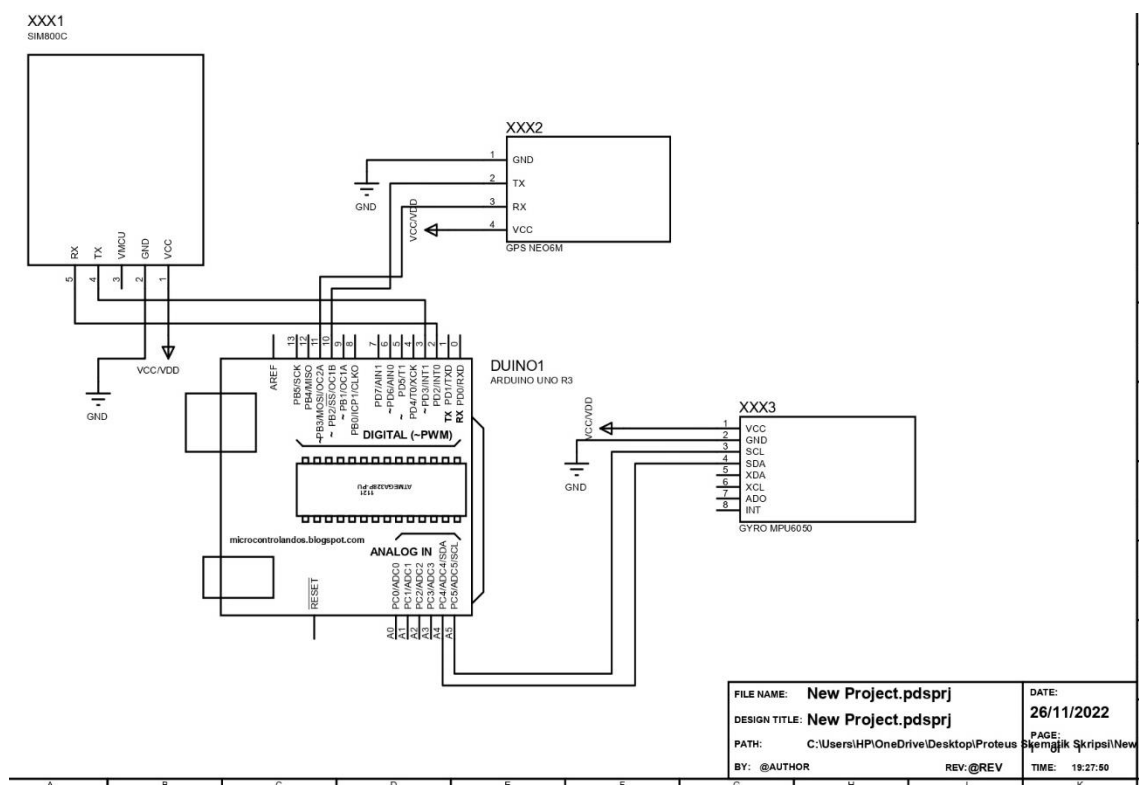 XXX1
SIM800C
RX
TX
VMCU
GND
VCC
5
4
3
2
1
GND
VCC/VDD
XXX2
1
GND
2
TX
3
RX
4
VCC
GPS NEO6M
GND
VCC/VDD
DUINO1
ARDUINO UNO R3
AREF
13
12
11
10
9
8
7
6
5
4
3
2
1
0
PB5/SCK
PB4/MISO
~PB3/MOSI/OC2A
~ PB2/SS/OC1B
~ PB1/OC1A
PB0/ICP1/CLKO
PD7/AIN1
~ PD6/AIN0
~ PD5/T1
PD4/T0/XCK
~ PD3/INT1
PD2/INT0
TX PD1/TXD
RX PD0/RXD
DIGITAL (~PWM)
ATMEGA328P-PU
1121
microcontrolandos.blogspot.com
ANALOG IN
RESET
PC0/ADC0
PC1/ADC1
PC2/ADC2
PC3/ADC3
PC4/ADC4/SDA
PC5/ADC5/SCL
A0
A1
A2
A3
A4
A5
XXX3
VCC/VDD
GND
1
VCC
2
GND
3
SCL
4
SDA
5
XDA
6
XCL
7
ADO
8
INT
GYRO MPU6050
FILE NAME: New Project.pdsprj
DATE:
26/11/2022
DESIGN TITLE: New Project.pdsprj
PAGE:
PATH: C:\Users\HP\OneDrive\Desktop\Proteus Skematik Skripsi\New
BY: @AUTHOR
REV:@REV
TIME: 19:27:50